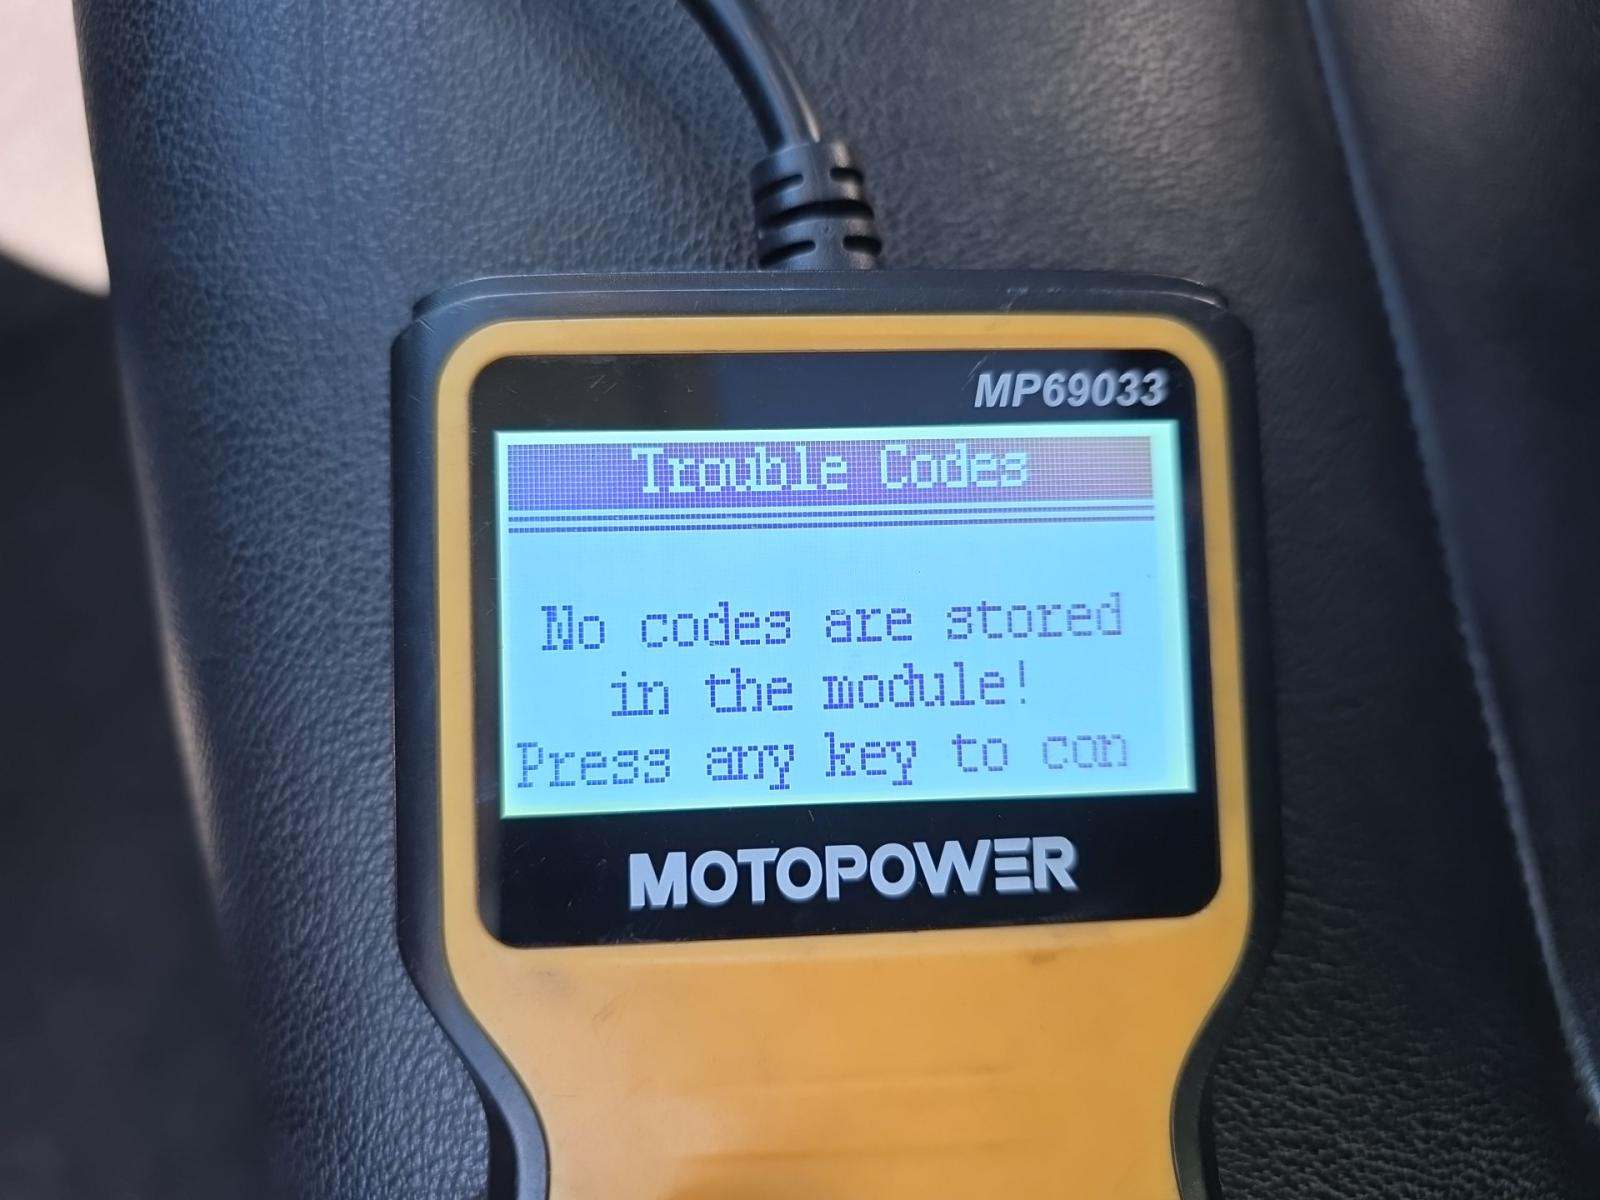 MP69033
Trouble Codes
No codes are stored
in the module!
Press any key to con
MOTOPOWER